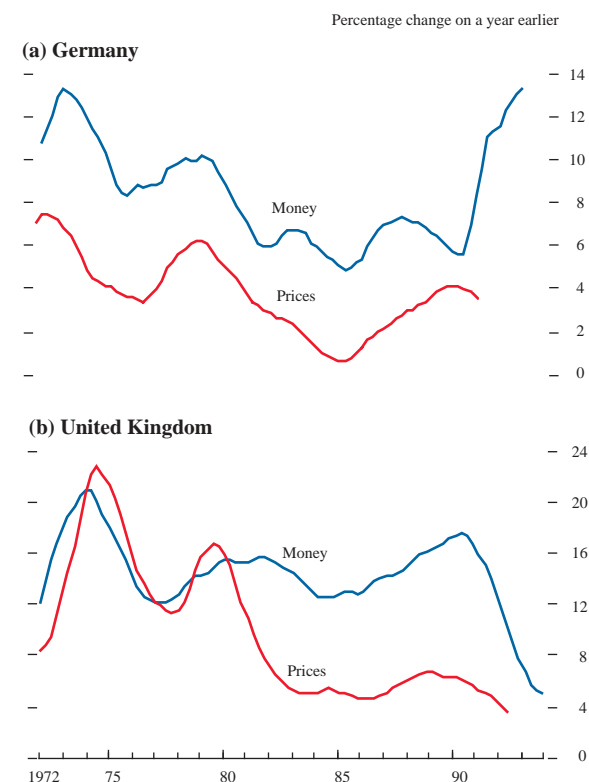 Percentage change on a year earlier
(a) Germany
14
12
10
8
Money
6
Prices
4
2
0
(b) United Kingdom
24
20
Money
16
12
8
Prices
4
0
1972 75 80 85 90